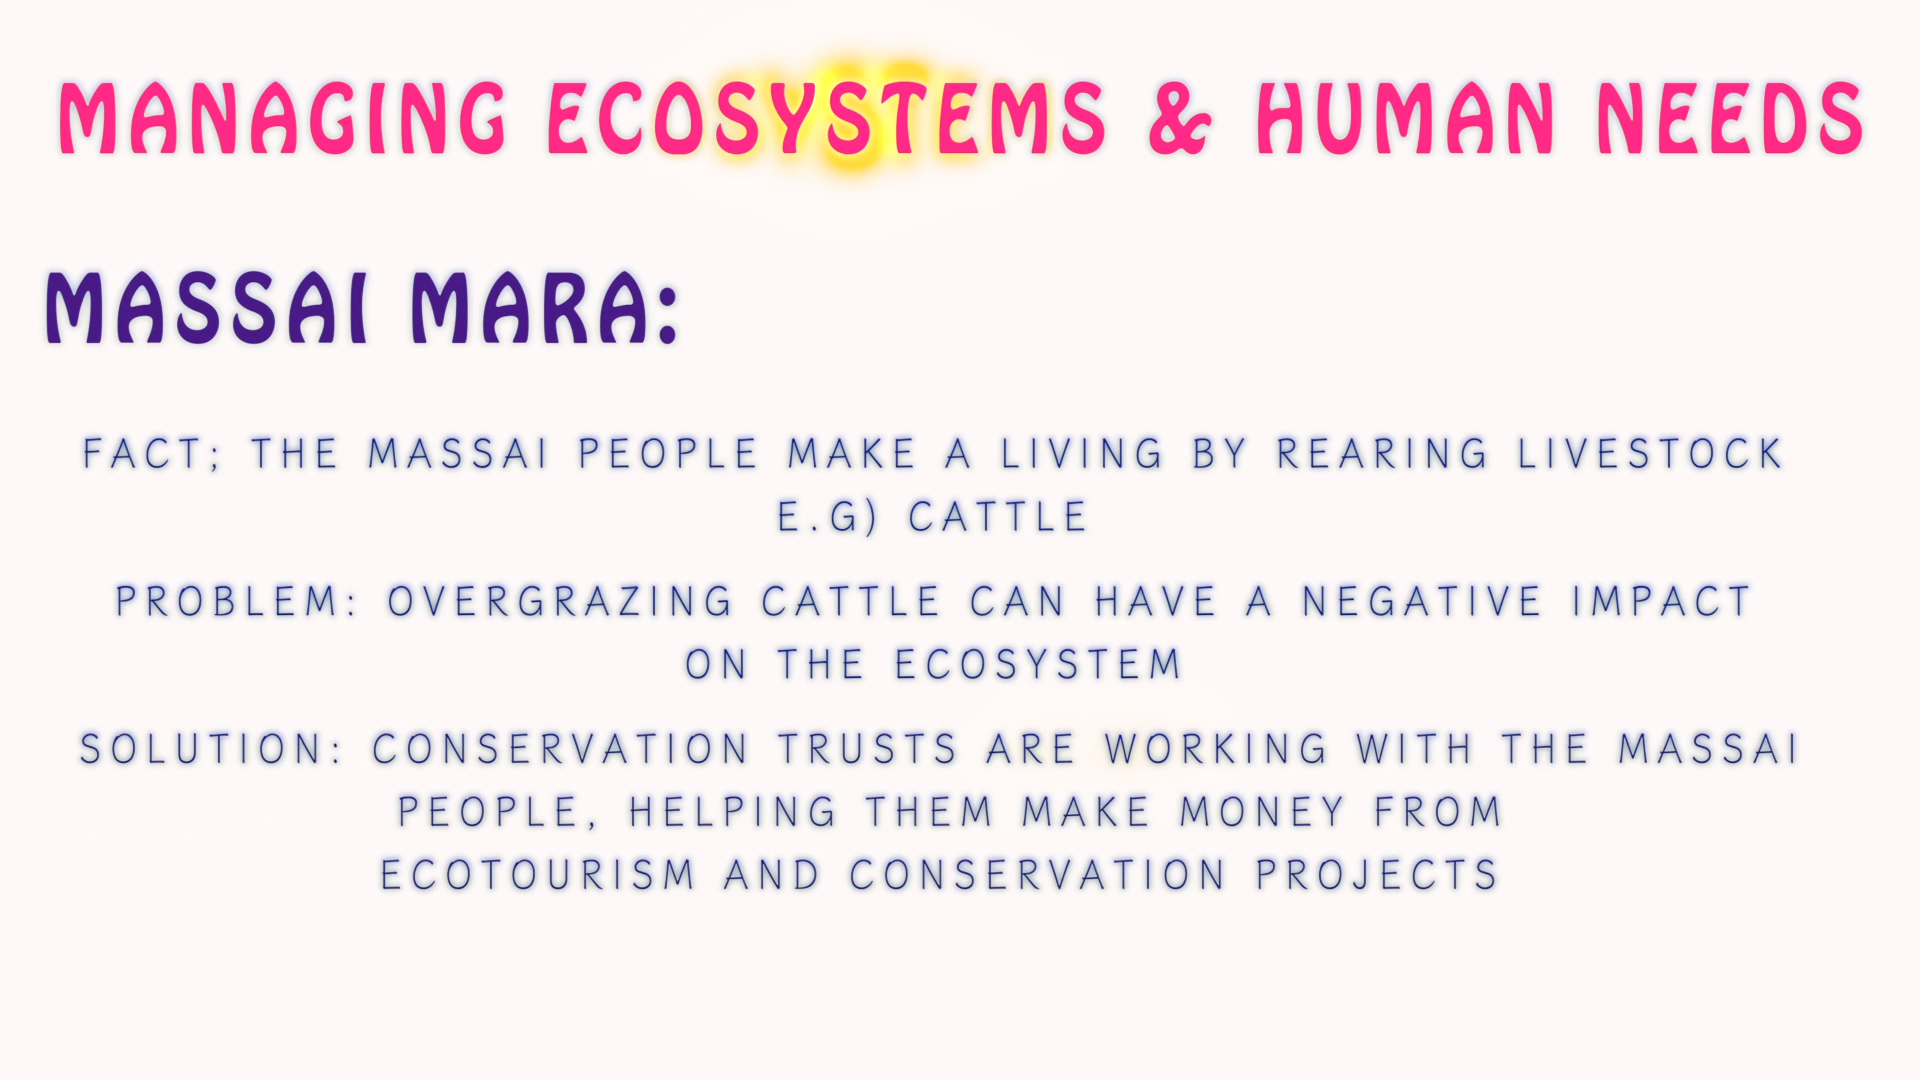 MANAGING ECOSYSTEMS & HUMAN NEEDS
MASSAI MARA:
FACT; THE MASSAI PEOPLE MAKE A LIVING BY REARING LIVESTOCK
E.G) CATTLE
PROBLEM: OVERGRAZING CATTLE CAN HAVE A NEGATIVE IMPACT
ON THE ECOSYSTEM
SOLUTION: CONSERVATION TRUSTS ARE WORKING WITH THE MASSAI
PEOPLE, HELPING THEM MAKE MONEY FROM
ECOTOURISM AND CONSERVATION PROJECTS